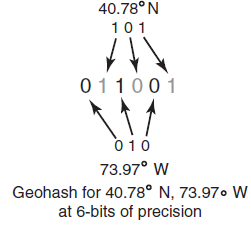 40.78° N
1 0 1
0 1 1 0 0 1
0 1 0
73.97° W
Geohash for 40.78° N, 73.97° W
at 6-bits of precision